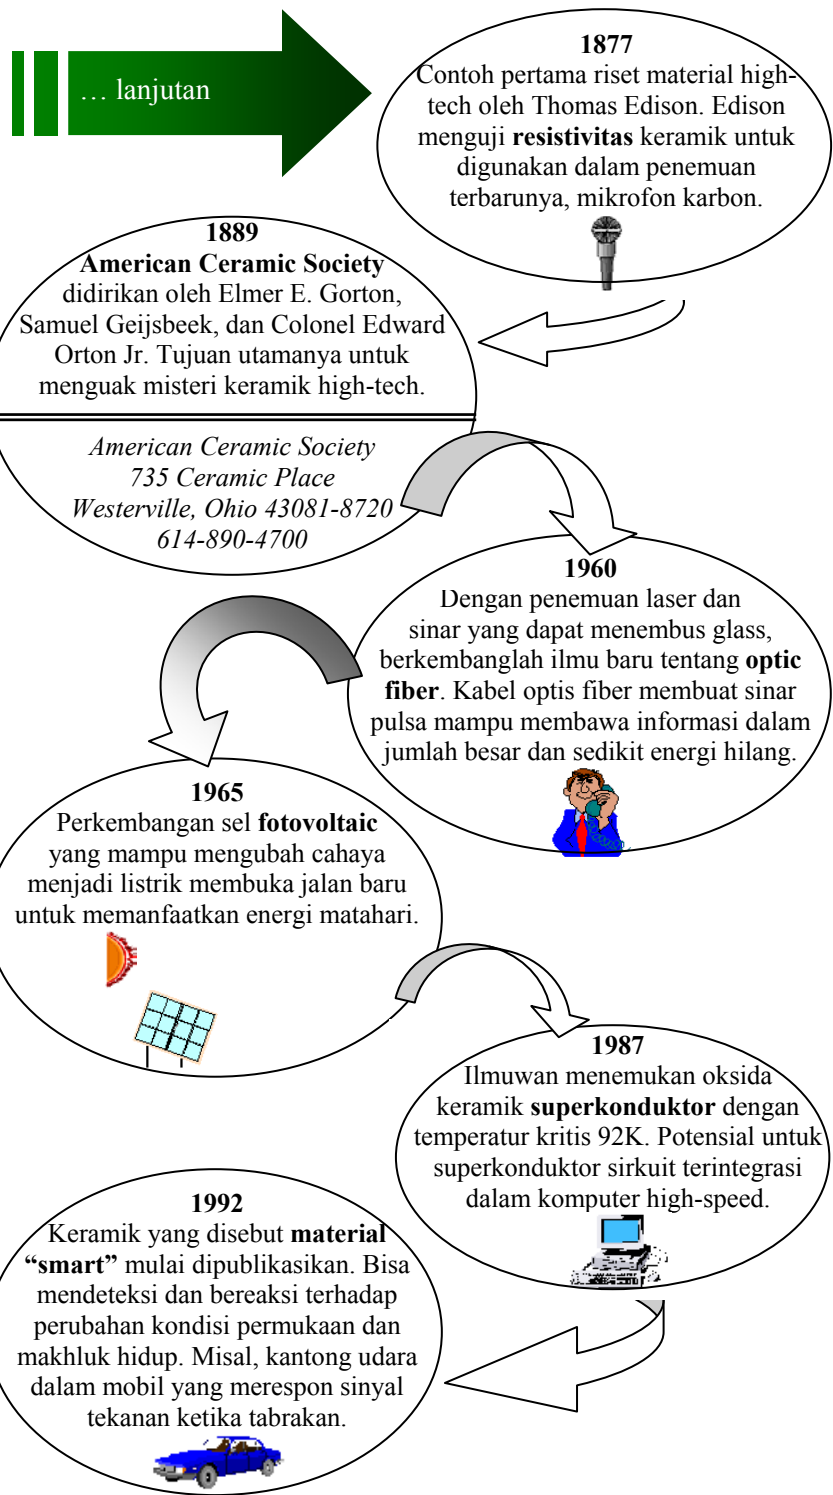 … lanjutan
1877
Contoh pertama riset material high-
tech oleh Thomas Edison. Edison
menguji resistivitas keramik untuk
digunakan dalam penemuan
terbarunya, mikrofon karbon.
1889
American Ceramic Society
didirikan oleh Elmer E. Gorton,
Samuel Geijsbeek, dan Colonel Edward
Orton Jr. Tujuan utamanya untuk
menguak misteri keramik high-tech.
American Ceramic Society
735 Ceramic Place
Westerville, Ohio 43081-8720
614-890-4700
1960
Dengan penemuan laser dan
sinar yang dapat menembus glass,
berkembanglah ilmu baru tentang optic
fiber. Kabel optis fiber membuat sinar
pulsa mampu membawa informasi dalam
jumlah besar dan sedikit energi hilang.
1965
Perkembangan sel fotovoltaic
yang mampu mengubah cahaya
menjadi listrik membuka jalan baru
untuk memanfaatkan energi matahari.
1987
Ilmuwan menemukan oksida
keramik superkonduktor dengan
temperatur kritis 92K. Potensial untuk
superkonduktor sirkuit terintegrasi
dalam komputer high-speed.
1992
Keramik yang disebut material
“smart” mulai dipublikasikan. Bisa
mendeteksi dan bereaksi terhadap
perubahan kondisi permukaan dan
makhluk hidup. Misal, kantong udara
dalam mobil yang merespon sinyal
tekanan ketika tabrakan.